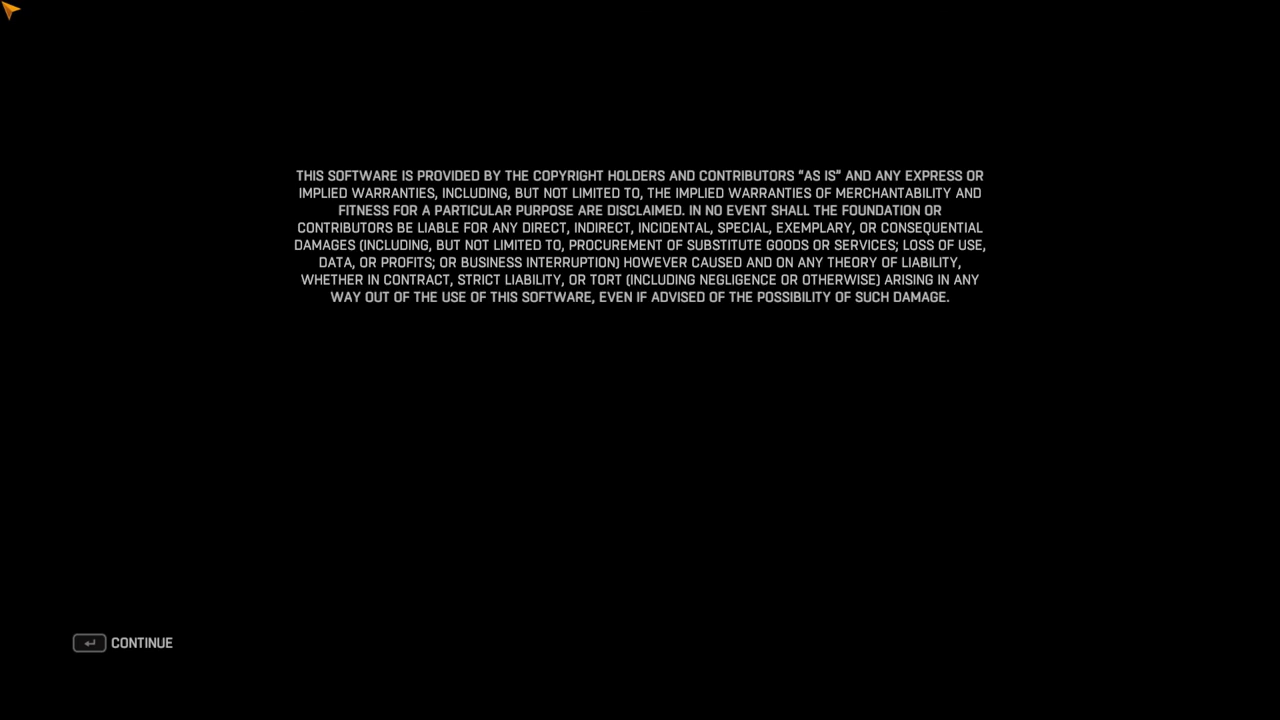 THIS SOFTWARE IS PROVIDED BY THE COPYRIGHT HOLDERS AND CONTRIBUTORS “AS IS” AND ANY EXPRESS OR
IMPLIED WARRANTIES, INCLUDING, BUT NOT LIMITED TO, THE IMPLIED WARRANTIES OF MERCHANTABILITY AND
FITNESS FOR A PARTICULAR PURPOSE ARE DISCLAIMED. IN NO EVENT SHALL THE FOUNDATION OR
CONTRIBUTORS BE LIABLE FOR ANY DIRECT, INDIRECT, INCIDENTAL, SPECIAL, EXEMPLARY, OR CONSEQUENTIAL
DAMAGES (INCLUDING, BUT NOT LIMITED TO, PROCUREMENT OF SUBSTITUTE GOODS OR SERVICES; LOSS OF USE,
DATA, OR PROFITS; OR BUSINESS INTERRUPTION) HOWEVER CAUSED AND ON ANY THEORY OF LIABILITY,
WHETHER IN CONTRACT, STRICT LIABILITY, OR TORT (INCLUDING NEGLIGENCE OR OTHERWISE) ARISING IN ANY
WAY OUT OF THE USE OF THIS SOFTWARE, EVEN IF ADVISED OF THE POSSIBILITY OF SUCH DAMAGE.
CONTINUE